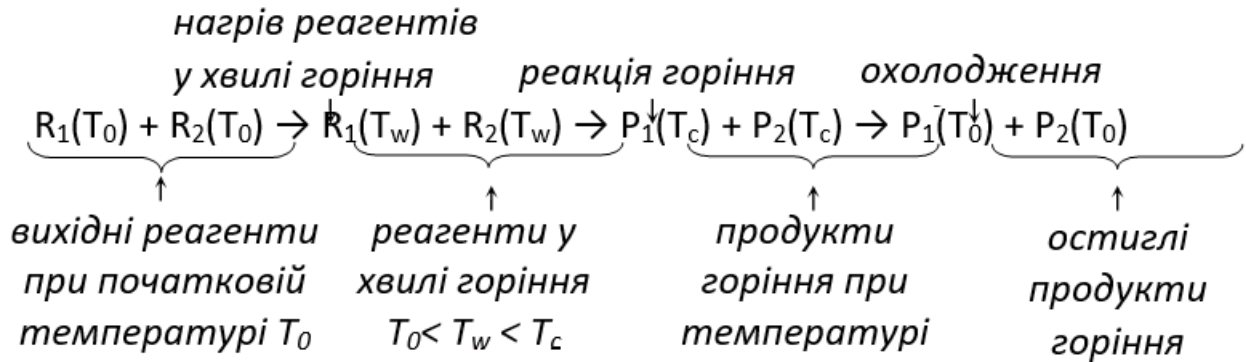 нагрів реагентів
у хвилі горіння
реакція горіння
охолодження
R₁(T₀) + R₂(T₀) → R₁(T_w) + R₂(T_w) → P₁(T_c) + P₂(T_c) → P₁(T₀) + P₂(T₀)
вихідні реагенти
при початковій
температурі T₀
реагенти у
хвилі горіння
T₀< T_w < T_c
продукти
горіння при
температурі
остиглі
продукти
горіння